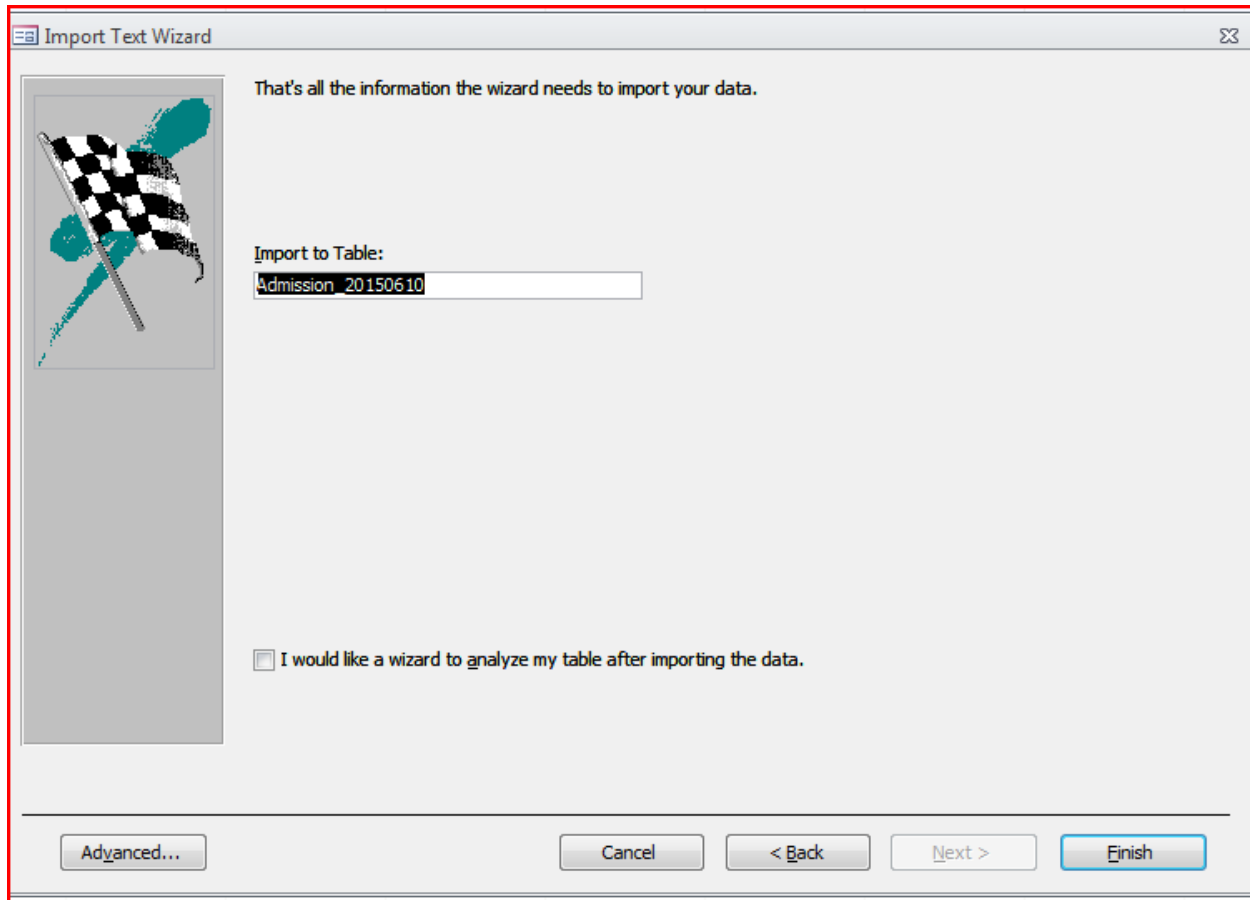 Import Text Wizard
That's all the information the wizard needs to import your data.
Import to Table:
Admission_20150610
I would like a wizard to analyze my table after importing the data.
Advanced...
Cancel
< Back
Next >
Finish